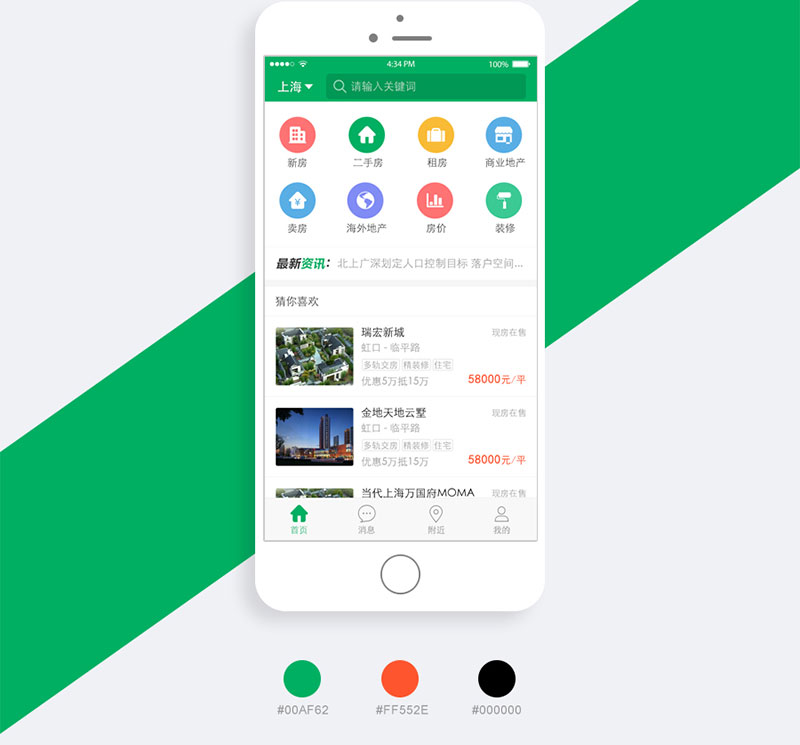 4:34 PM 100%
上海 请输入关键词
新房 二手房 租房 商业地产
¥
卖房 海外地产 房价 装修
最新资讯： 北上广深划定人口控制目标 落户空间...
猜你喜欢
瑞宏新城 现房在售
虹口 - 临平路
多轨交房 精装修 住宅
优惠5万抵15万 58000元/平
金地天地云墅 现房在售
虹口 - 临平路
多轨交房 精装修 住宅
优惠5万抵15万 58000元/平
当代上海万国府MOMA 现房在售
首页 消息 附近 我的
#00AF62 #FF552E #000000